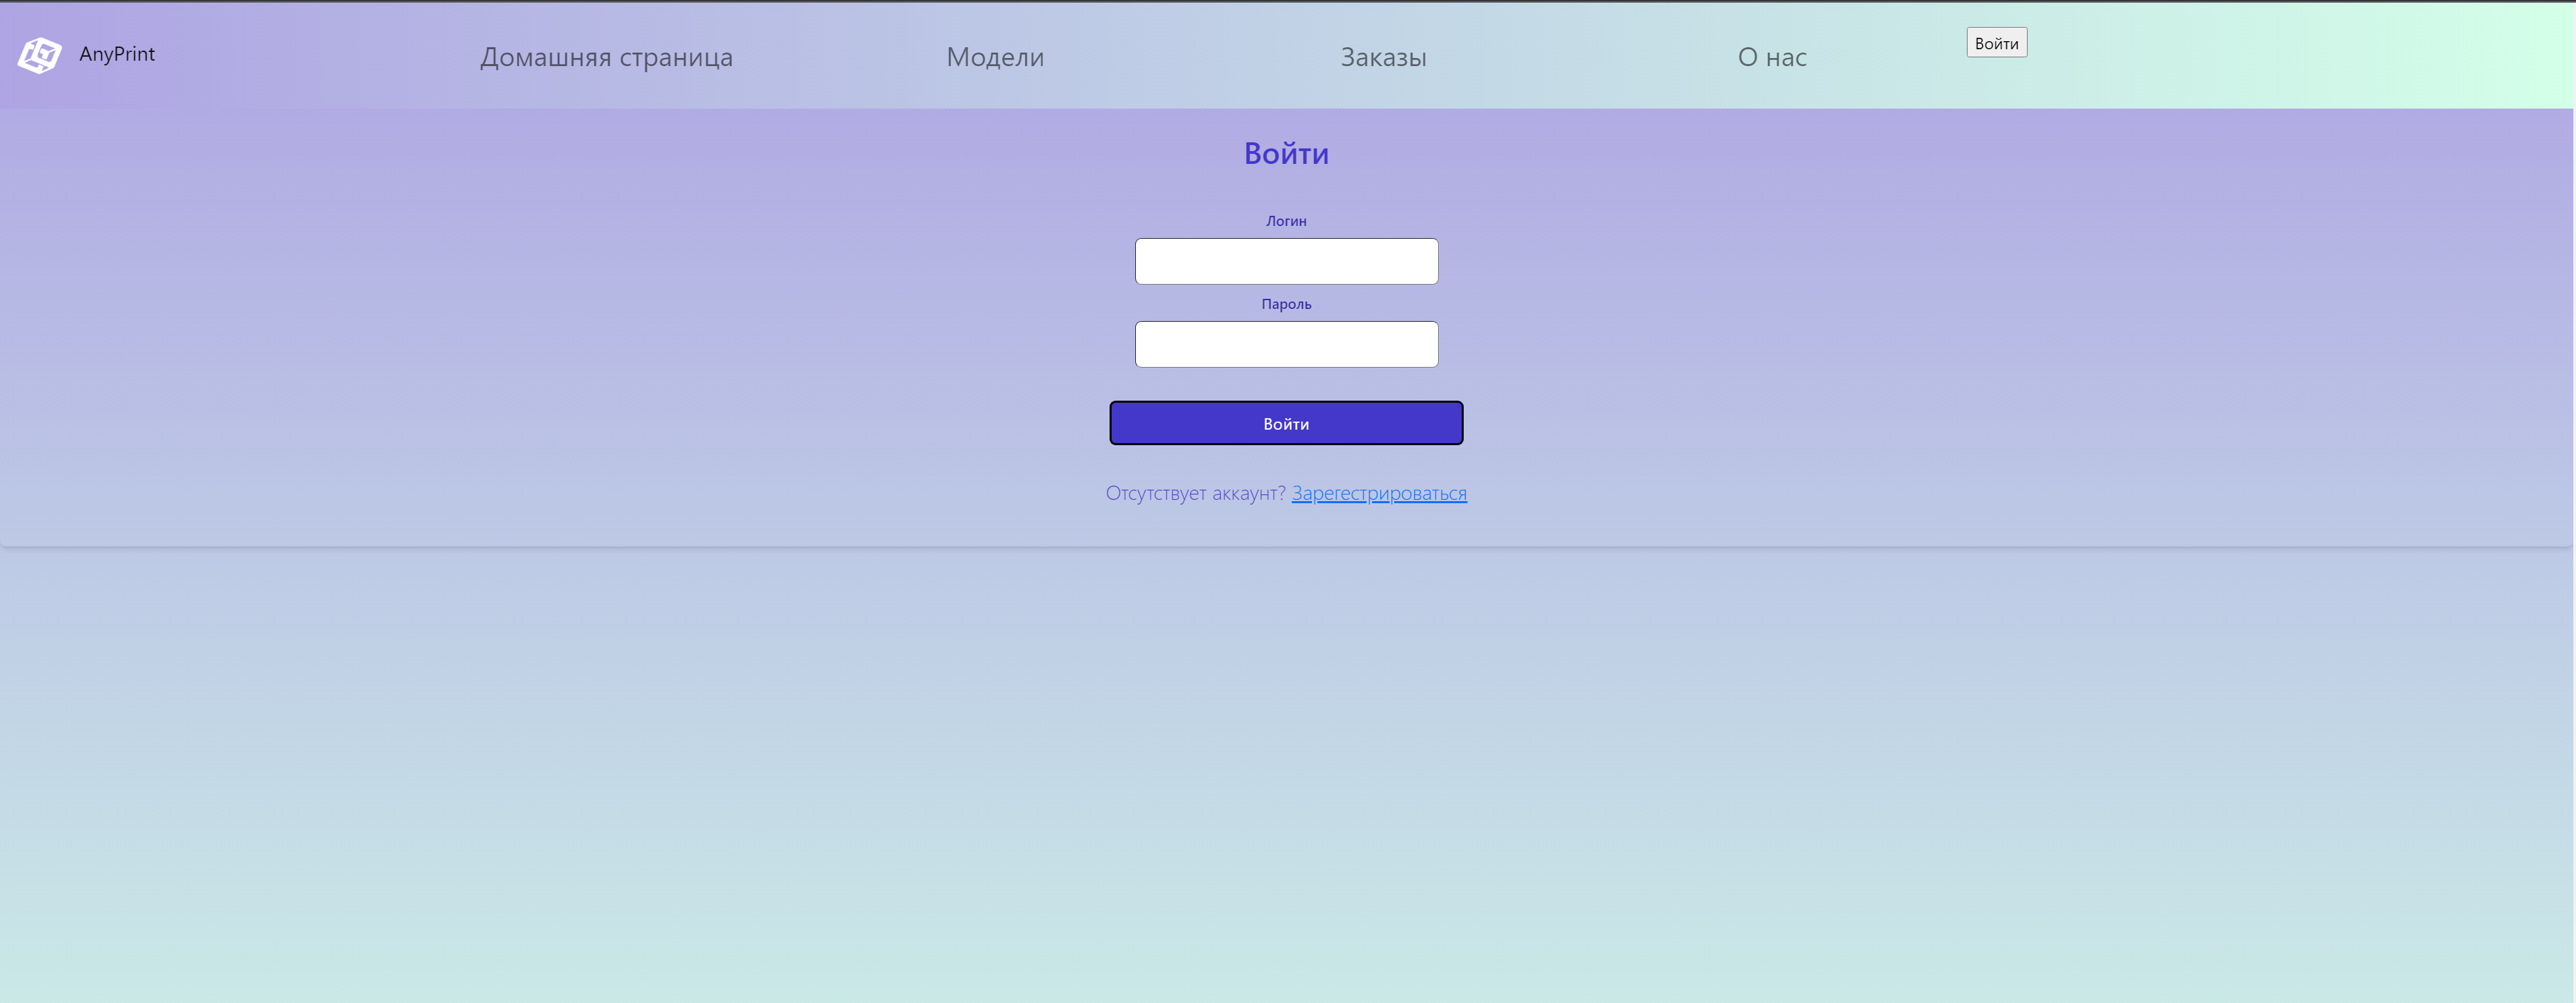 AnyPrint
Домашняя страница
Модели
Заказы
О нас
Войти
Войти
Логин
Пароль
Войти
Отсутствует аккаунт? Зарегестрироваться